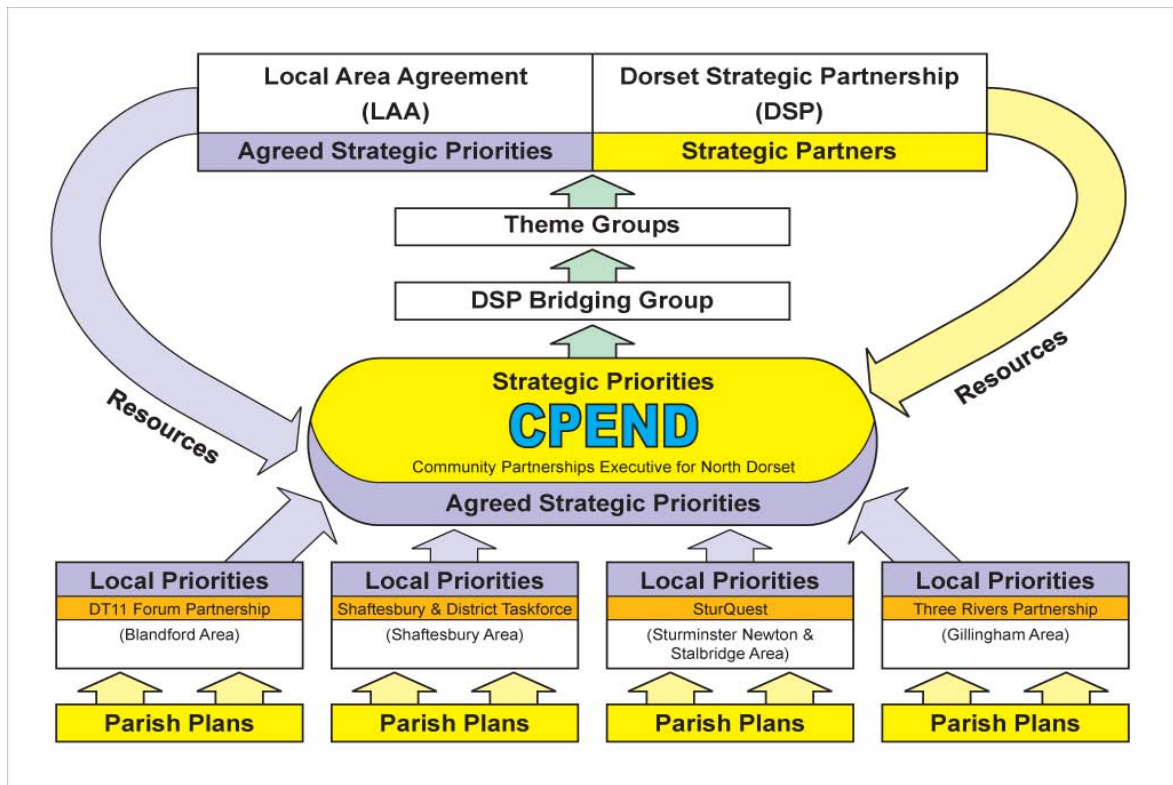 Local Area Agreement
(LAA)
Dorset Strategic Partnership
(DSP)
Agreed Strategic Priorities
Strategic Partners
Theme Groups
DSP Bridging Group
Resources
Resources
Strategic Priorities
CPEND
Community Partnerships Executive for North Dorset
Agreed Strategic Priorities
Local Priorities
DT11 Forum Partnership
(Blandford Area)
Parish Plans
Local Priorities
Shaftesbury & District Taskforce
(Shaftesbury Area)
Parish Plans
Local Priorities
SturQuest
(Sturminster Newton &
Stalbridge Area)
Parish Plans
Local Priorities
Three Rivers Partnership
(Gillingham Area)
Parish Plans